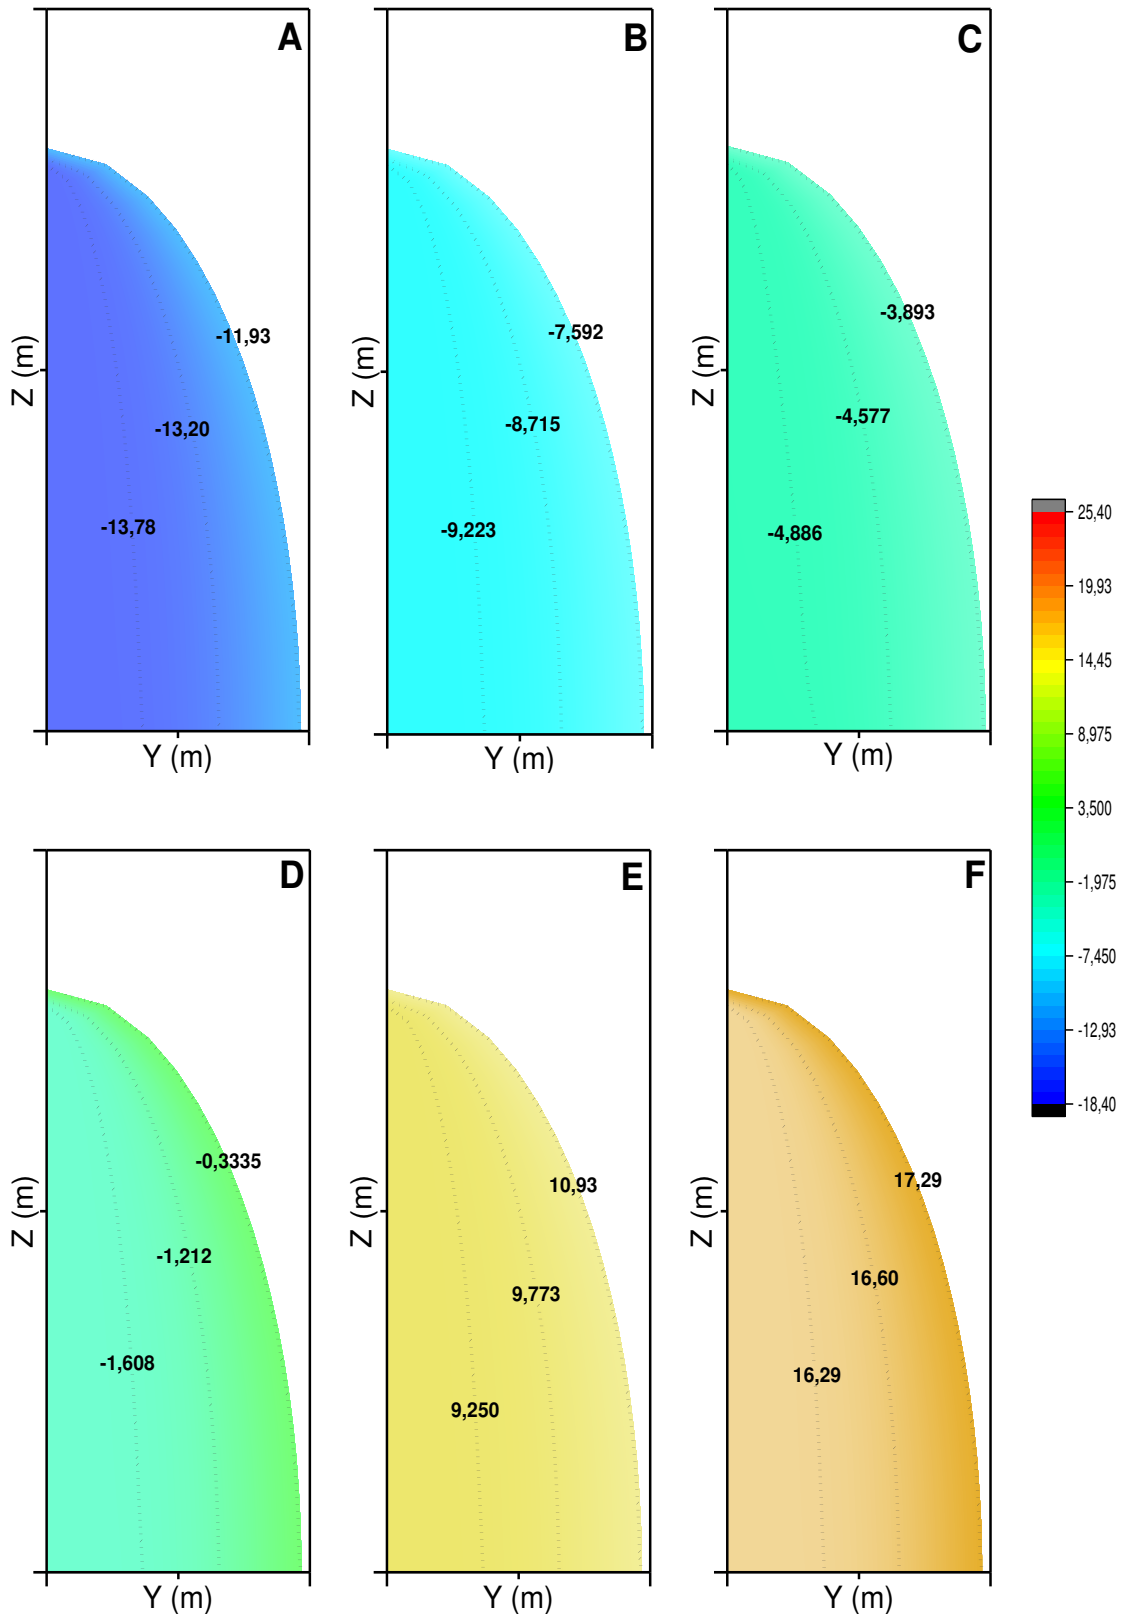 A
B
C
-11,93
-7,592
-3,893
Z (m)
Z (m)
Z (m)
-13,20
-8,715
-4,577
-13,78
-9,223
-4,886
Y (m)
Y (m)
Y (m)
25,40
19,93
14,45
8,975
3,500
-1,975
-7,450
-12,93
-18,40
D
E
F
-0,3335
10,93
17,29
Z (m)
Z (m)
Z (m)
-1,212
9,773
16,60
-1,608
9,250
16,29
Y (m)
Y (m)
Y (m)